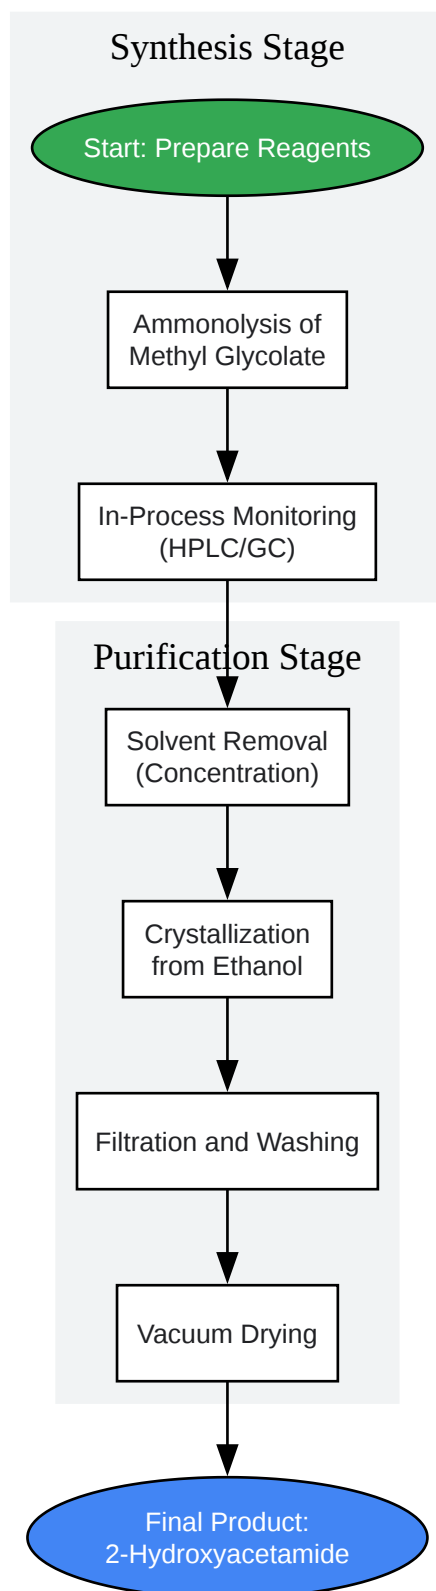 Synthesis Stage
Start: Prepare Reagents
Ammonolysis of
Methyl Glycolate
In-Process Monitoring
(HPLC/GC)
Purification Stage
Solvent Removal
(Concentration)
Crystallization
from Ethanol
Filtration and Washing
Vacuum Drying
Final Product:
2-Hydroxyacetamide